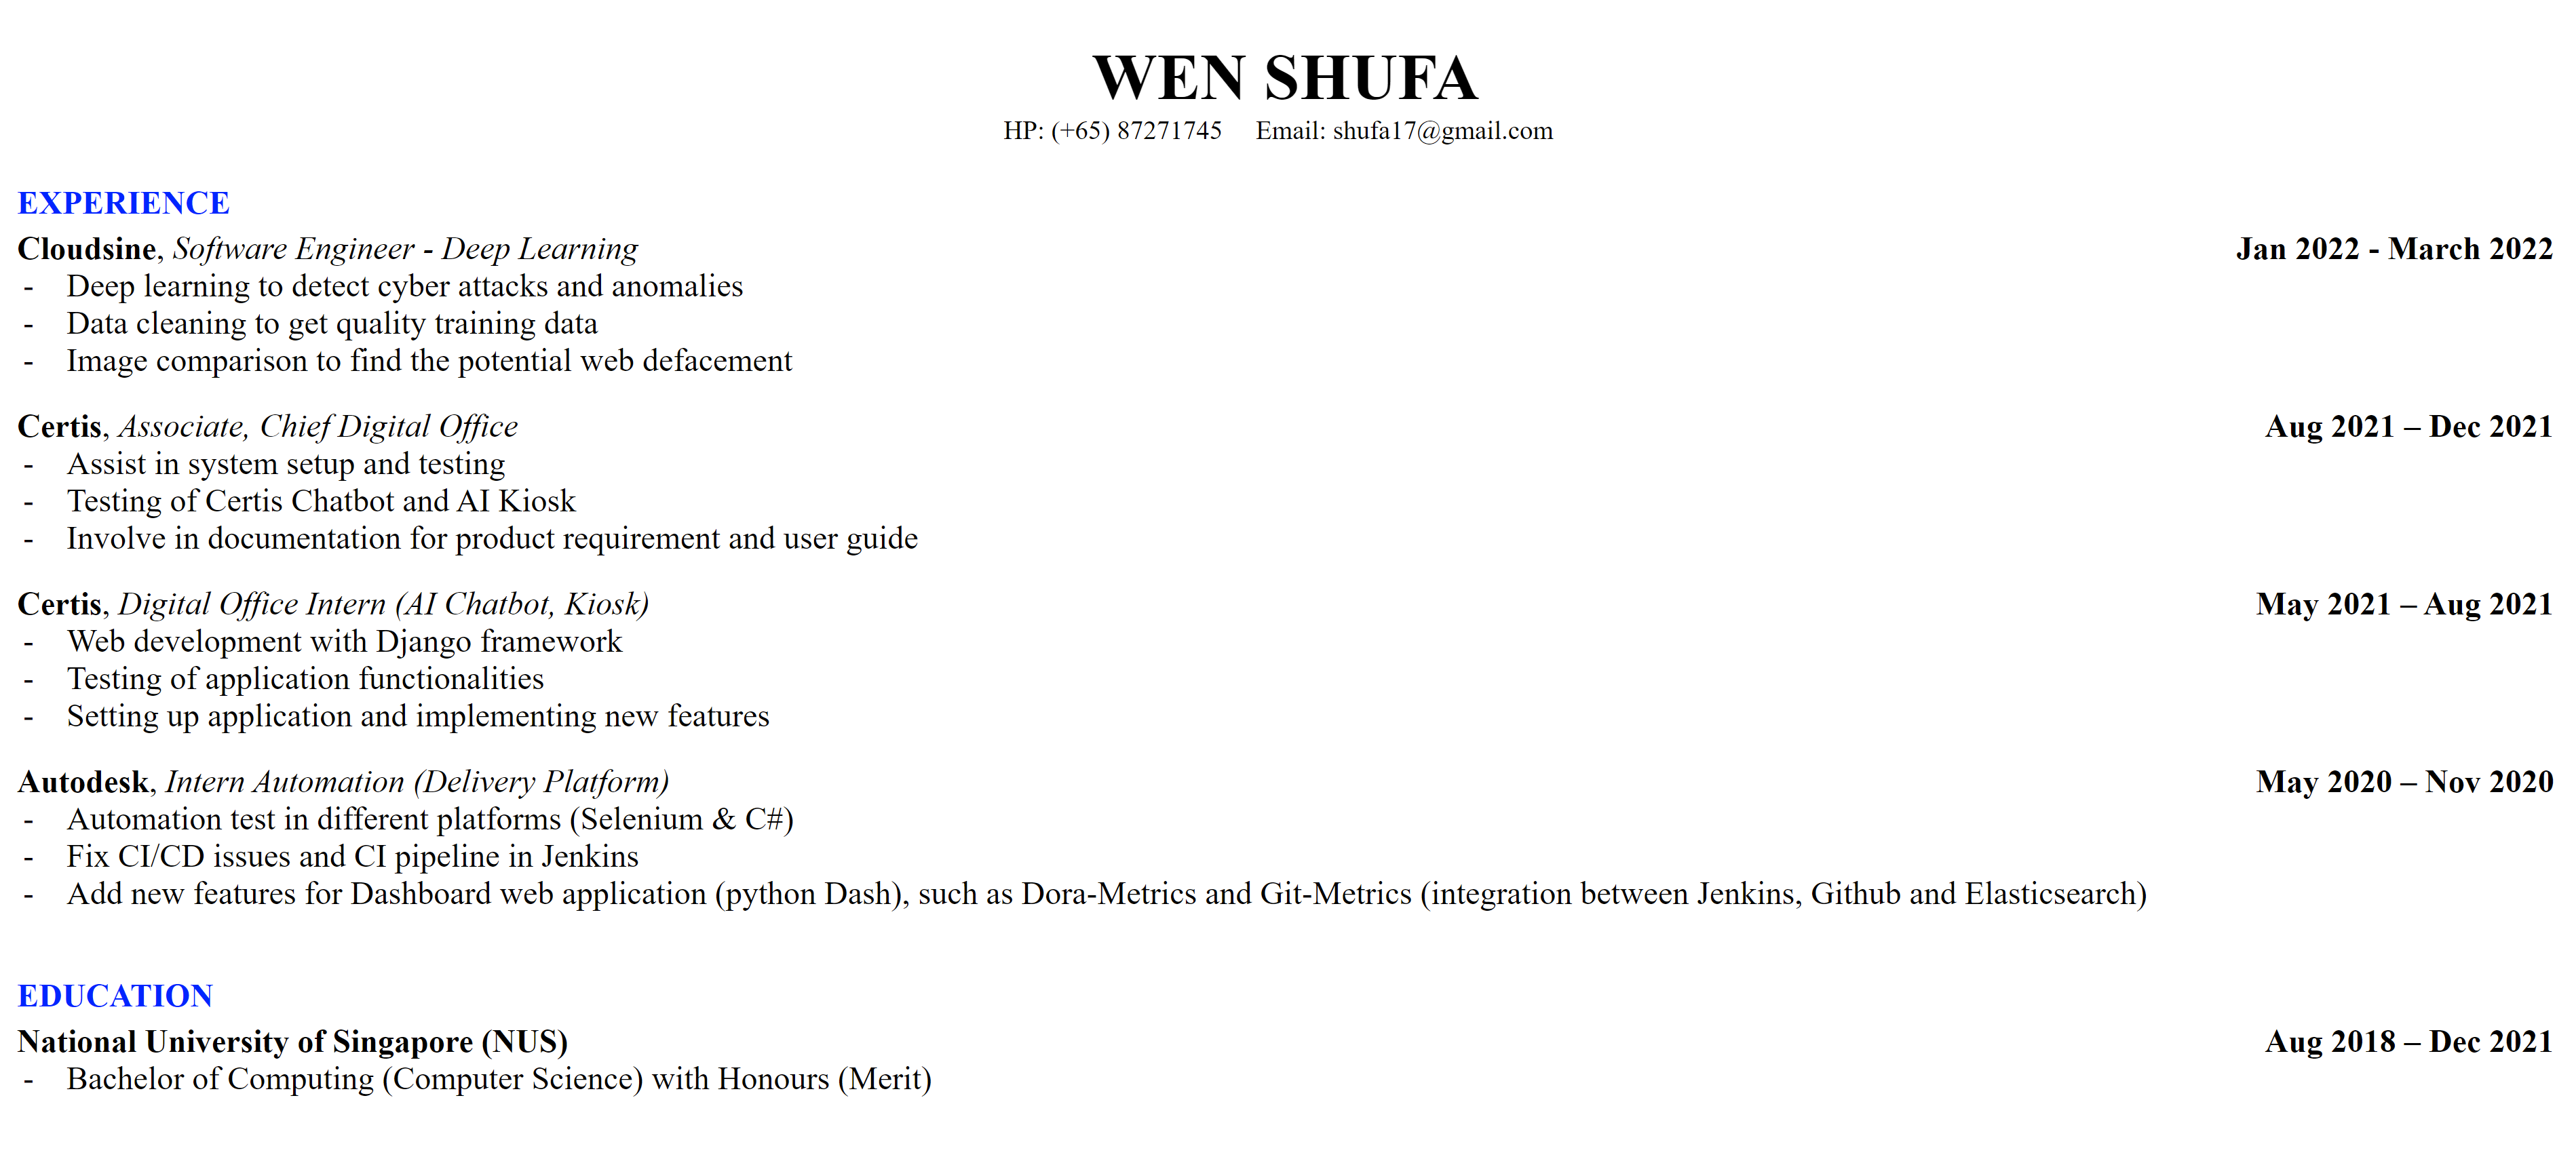 WEN SHUFA
HP: (+65) 87271745 Email: shufa17@gmail.com
EXPERIENCE
Cloudsine, Software Engineer - Deep Learning Jan 2022 - March 2022
- Deep learning to detect cyber attacks and anomalies
- Data cleaning to get quality training data
- Image comparison to find the potential web defacement
Certis, Associate, Chief Digital Office Aug 2021 – Dec 2021
- Assist in system setup and testing
- Testing of Certis Chatbot and AI Kiosk
- Involve in documentation for product requirement and user guide
Certis, Digital Office Intern (AI Chatbot, Kiosk) May 2021 – Aug 2021
- Web development with Django framework
- Testing of application functionalities
- Setting up application and implementing new features
Autodesk, Intern Automation (Delivery Platform) May 2020 – Nov 2020
- Automation test in different platforms (Selenium & C#)
- Fix CI/CD issues and CI pipeline in Jenkins
- Add new features for Dashboard web application (python Dash), such as Dora-Metrics and Git-Metrics (integration between Jenkins, Github and Elasticsearch)
EDUCATION
National University of Singapore (NUS) Aug 2018 – Dec 2021
- Bachelor of Computing (Computer Science) with Honours (Merit)